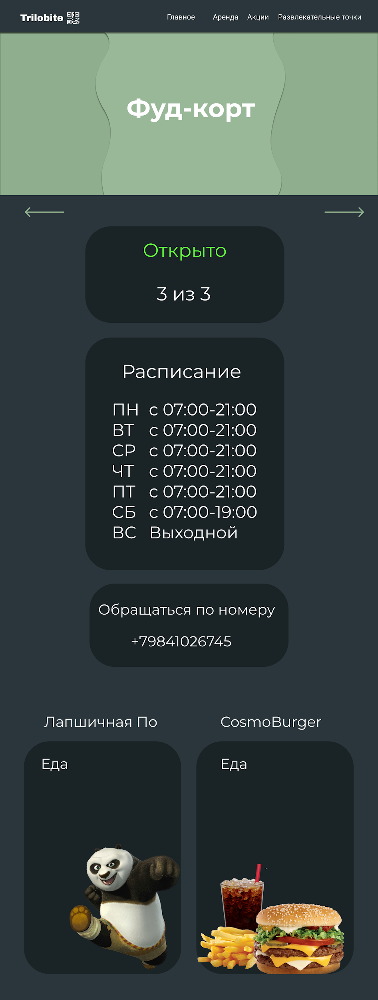 Trilobite
Главное Аренда Акции Развлекательные точки
Фуд-корт
Открыто
3 из 3
Расписание
ПН с 07:00-21:00
ВТ с 07:00-21:00
СР с 07:00-21:00
ЧТ с 07:00-21:00
ПТ с 07:00-21:00
СБ с 07:00-19:00
ВС Выходной
Обращаться по номеру
+79841026745
Лапшичная По
CosmoBurger
Еда
Еда